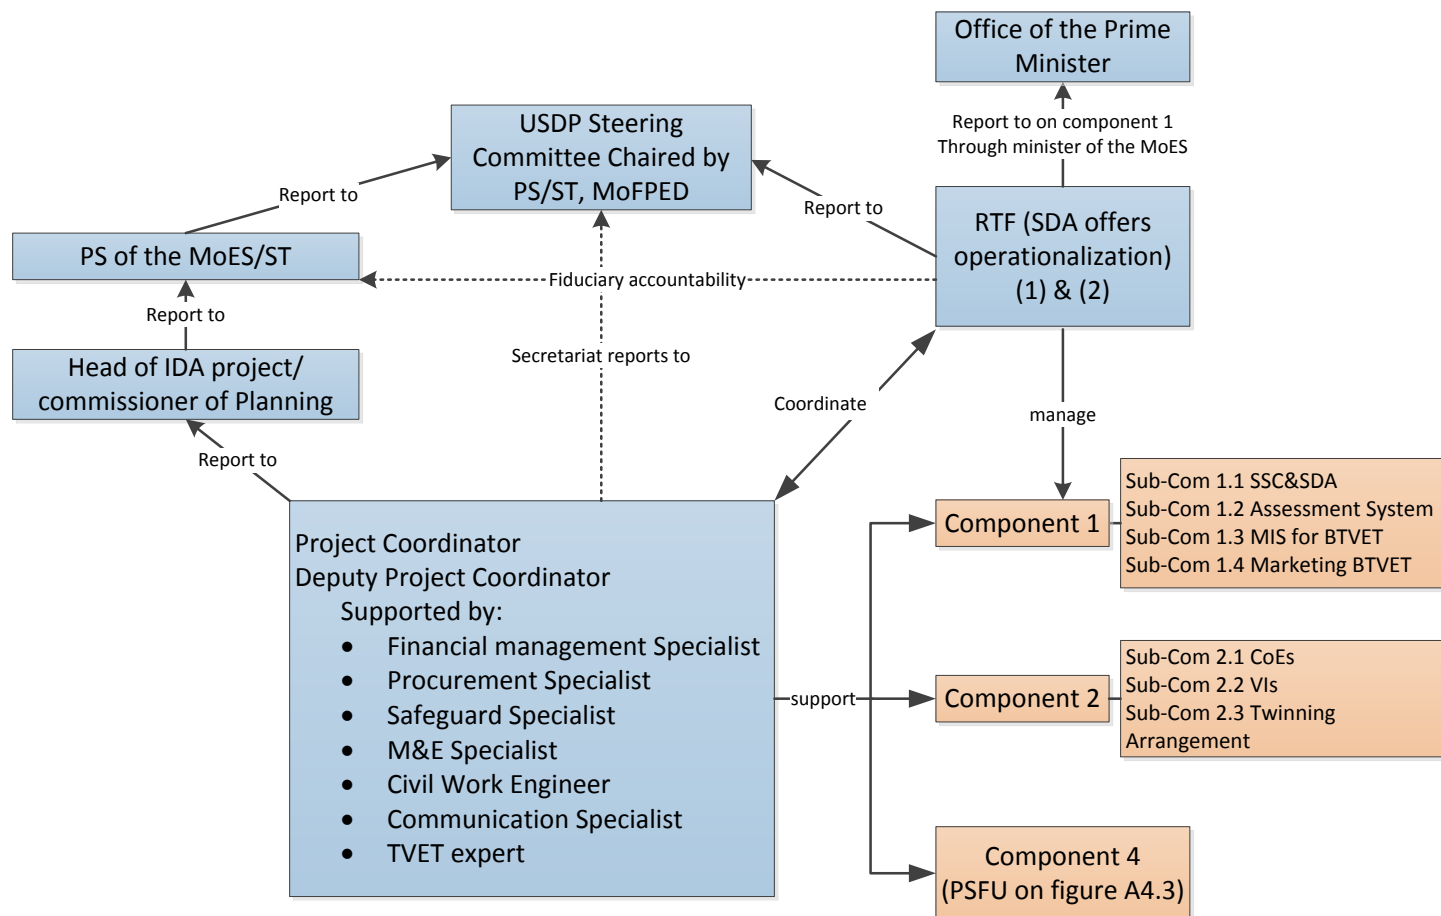 Office of the Prime
Minister
Report to on component 1
Through minister of the MoES
USDP Steering
Committee Chaired by
PS/ST, MoFPED
Report to
Report to
RTF (SDA offers
operationalization)
(1) & (2)
PS of the MoES/ST
Fiduciary accountability
Report to
Secretariat reports to
Head of IDA project/
commissioner of Planning
Coordinate
manage
Report to
Project Coordinator
Deputy Project Coordinator
Supported by:
• Financial management Specialist
• Procurement Specialist
• Safeguard Specialist
• M&E Specialist
• Civil Work Engineer
• Communication Specialist
• TVET expert
support
Component 1
Sub-Com 1.1 SSC&SDA
Sub-Com 1.2 Assessment System
Sub-Com 1.3 MIS for BTVET
Sub-Com 1.4 Marketing BTVET
Component 2
Sub-Com 2.1 CoEs
Sub-Com 2.2 VIs
Sub-Com 2.3 Twinning
Arrangement
Component 4
(PSFU on figure A4.3)